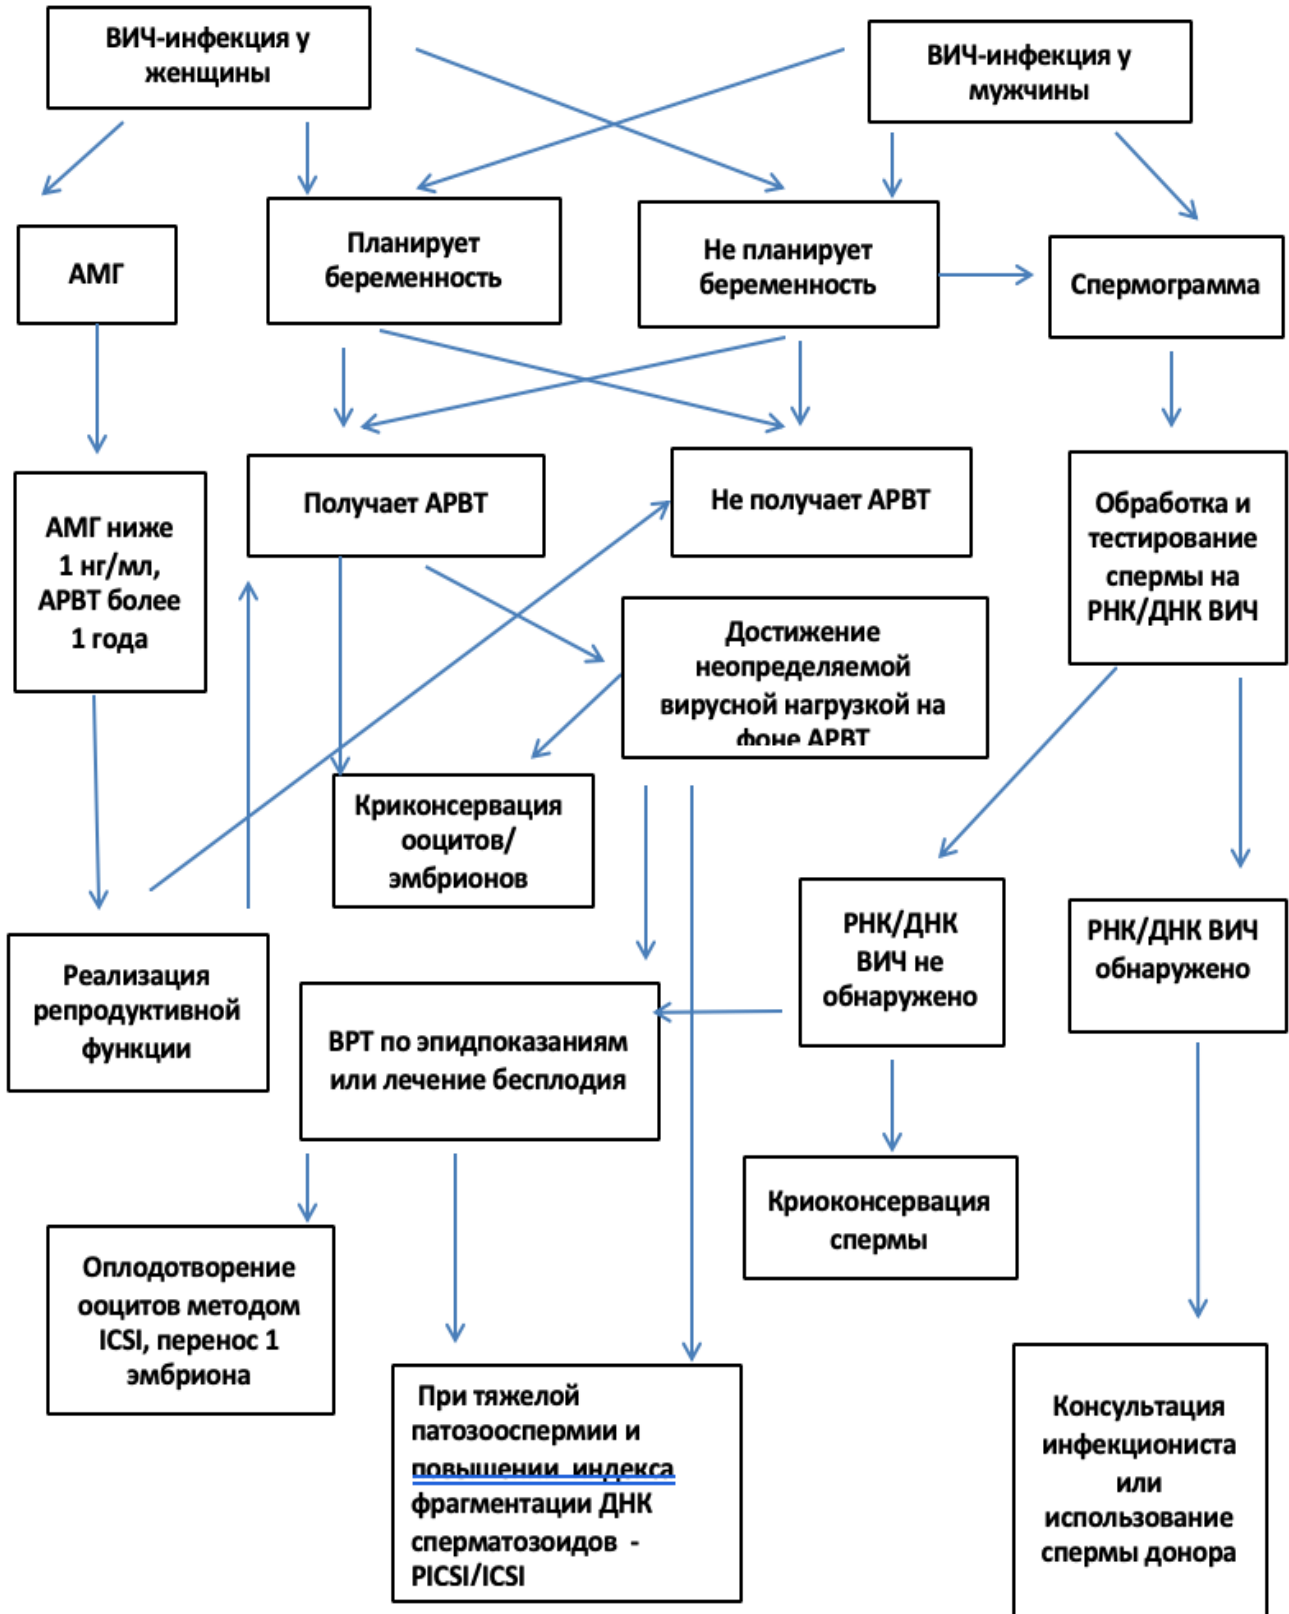 ВИЧ-инфекция у
женщины
ВИЧ-инфекция у
мужчины
АМГ
Планирует
беременность
Не планирует
беременность
Спермограмма
АМГ ниже
1 нг/мл,
АРВТ более
1 года
Получает АРВТ
Не получает АРВТ
Обработка и
тестирование
спермы на
РНК/ДНК ВИЧ
Достижение
неопределяемой
вирусной нагрузкой на
фоне АРВТ
Криконсервация
ооцитов/
эмбрионов
РНК/ДНК
ВИЧ не
обнаружено
РНК/ДНК ВИЧ
обнаружено
Реализация
репродуктивной
функции
ВРТ по эпидпоказаниям
или лечение бесплодия
Криоконсервация
спермы
Оплодотворение
ооцитов методом
ICSI, перенос 1
эмбриона
При тяжелой
патозооспермии и
повышении индекса
фрагментации ДНК
сперматозоидов -
PICSI/ICSI
Консультация
инфекциониста
или
использование
спермы донора